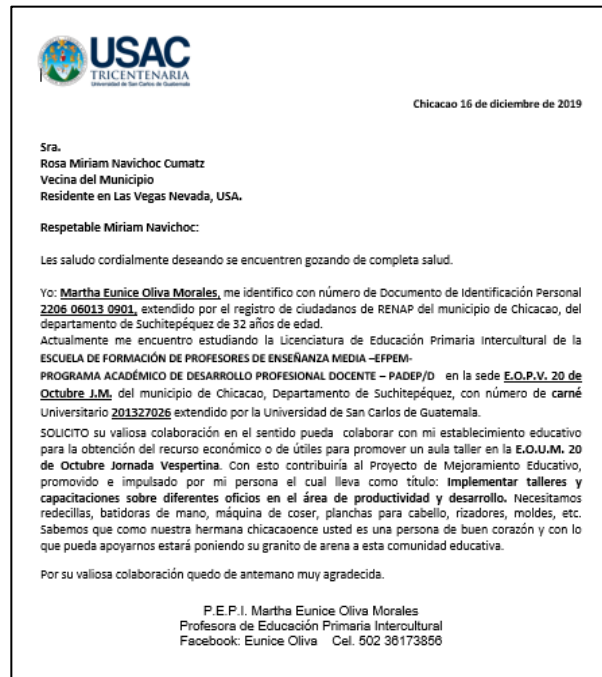 USAC
TRICENTENARIA
Universidad de San Carlos de Guatemala
Chicacao 16 de diciembre de 2019
Sra.
Rosa Miriam Navichoc Cumatz
Vecina del Municipio
Residente en Las Vegas Nevada, USA.
Respetable Miriam Navichoc:
Les saludo cordialmente deseando se encuentren gozando de completa salud.
Yo: Martha Eunice Oliva Morales, me identifico con número de Documento de Identificación Personal
2206 06013 0901, extendido por el registro de ciudadanos de RENAP del municipio de Chicacao, del
departamento de Suchitepéquez de 32 años de edad.
Actualmente me encuentro estudiando la Licenciatura de Educación Primaria Intercultural de la
ESCUELA DE FORMACIÓN DE PROFESORES DE ENSEÑANZA MEDIA –EFPEM-
PROGRAMA ACADÉMICO DE DESARROLLO PROFESIONAL DOCENTE – PADEP/D en la sede E.O.P.V. 20 de
Octubre J.M. del municipio de Chicacao, Departamento de Suchitepéquez, con número de carné
Universitario 201327026 extendido por la Universidad de San Carlos de Guatemala.
SOLICITO su valiosa colaboración en el sentido pueda colaborar con mi establecimiento educativo
para la obtención del recurso económico o de útiles para promover un aula taller en la E.O.U.M. 20
de Octubre Jornada Vespertina. Con esto contribuiría al Proyecto de Mejoramiento Educativo,
promovido e impulsado por mi persona el cual lleva como título: Implementar talleres y
capacitaciones sobre diferentes oficios en el área de productividad y desarrollo. Necesitamos
redecillas, batidoras de mano, máquina de coser, planchas para cabello, rizadores, moldes, etc.
Sabemos que como nuestra hermana chicacaoence usted es una persona de buen corazón y con lo
que pueda apoyarnos estará poniendo su granito de arena a esta comunidad educativa.
Por su valiosa colaboración quedo de antemano muy agradecida.
P.E.P.I. Martha Eunice Oliva Morales
Profesora de Educación Primaria Intercultural
Facebook: Eunice Oliva Cel. 502 36173856